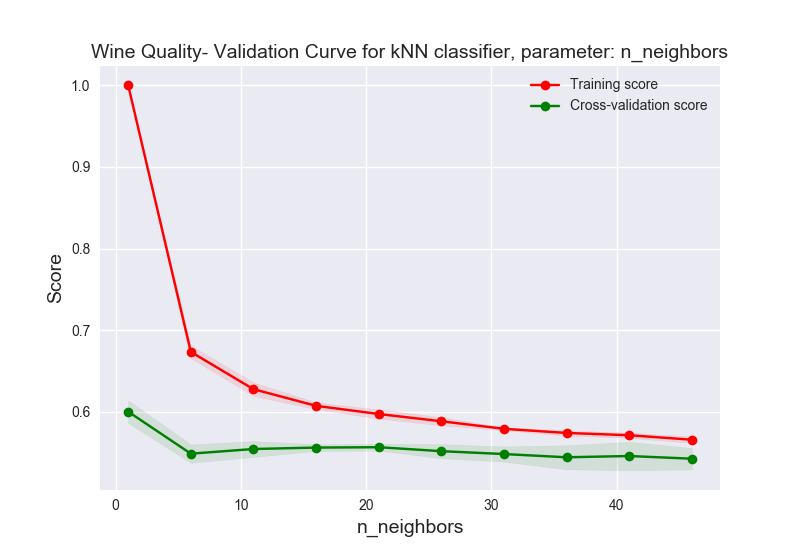 Wine Quality- Validation Curve for kNN classifier, parameter: n_neighbors
Training score
Cross-validation score
1.0
0.9
0.8
0.7
0.6
Score
0
10
20
30
40
n_neighbors